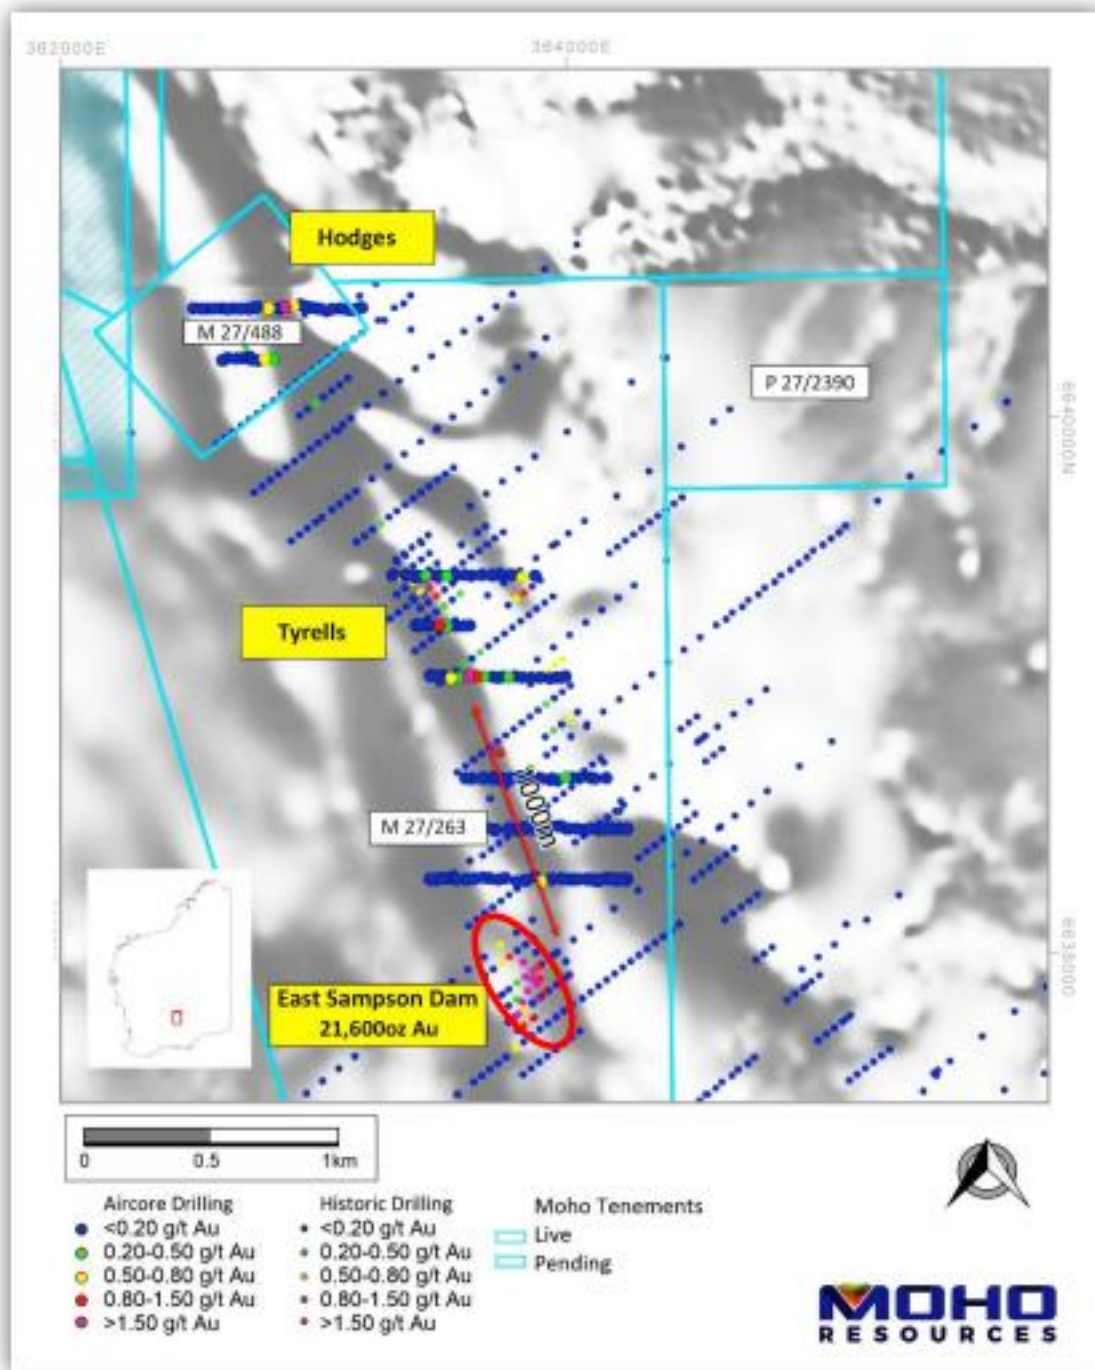 362000E
364000E
Hodges
M 27/488
P 27/2390
6640000N
Tyrells
1000m
M 27/263
6638000
East Sampson Dam
21,600oz Au
0 0.5 1km
Aircore Drilling
<0.20 g/t Au
0.20-0.50 g/t Au
0.50-0.80 g/t Au
0.80-1.50 g/t Au
>1.50 g/t Au
Historic Drilling
<0.20 g/t Au
0.20-0.50 g/t Au
0.50-0.80 g/t Au
0.80-1.50 g/t Au
>1.50 g/t Au
Moho Tenements
Live
Pending
MOHO
RESOURCES